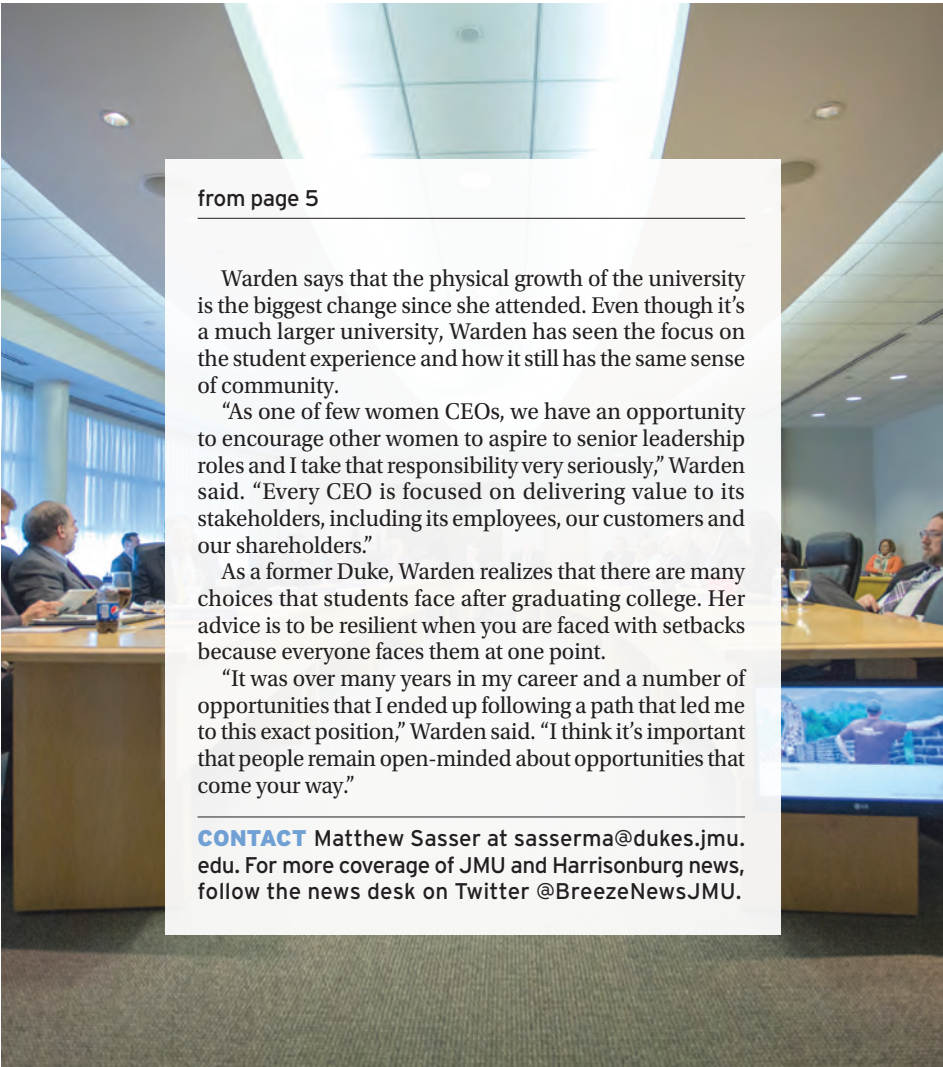 from page 5
Warden says that the physical growth of the university
is the biggest change since she attended. Even though it’s
a much larger university, Warden has seen the focus on
the student experience and how it still has the same sense
of community.
“As one of few women CEOs, we have an opportunity
to encourage other women to aspire to senior leadership
roles and I take that responsibility very seriously,” Warden
said. “Every CEO is focused on delivering value to its
stakeholders, including its employees, our customers and
our shareholders.”
As a former Duke, Warden realizes that there are many
choices that students face after graduating college. Her
advice is to be resilient when you are faced with setbacks
because everyone faces them at one point.
“It was over many years in my career and a number of
opportunities that I ended up following a path that led me
to this exact position,” Warden said. “I think it’s important
that people remain open-minded about opportunities that
come your way.”
CONTACT Matthew Sasser at sasserma@dukes.jmu.
edu. For more coverage of JMU and Harrisonburg news,
follow the news desk on Twitter @BreezeNewsJMU.